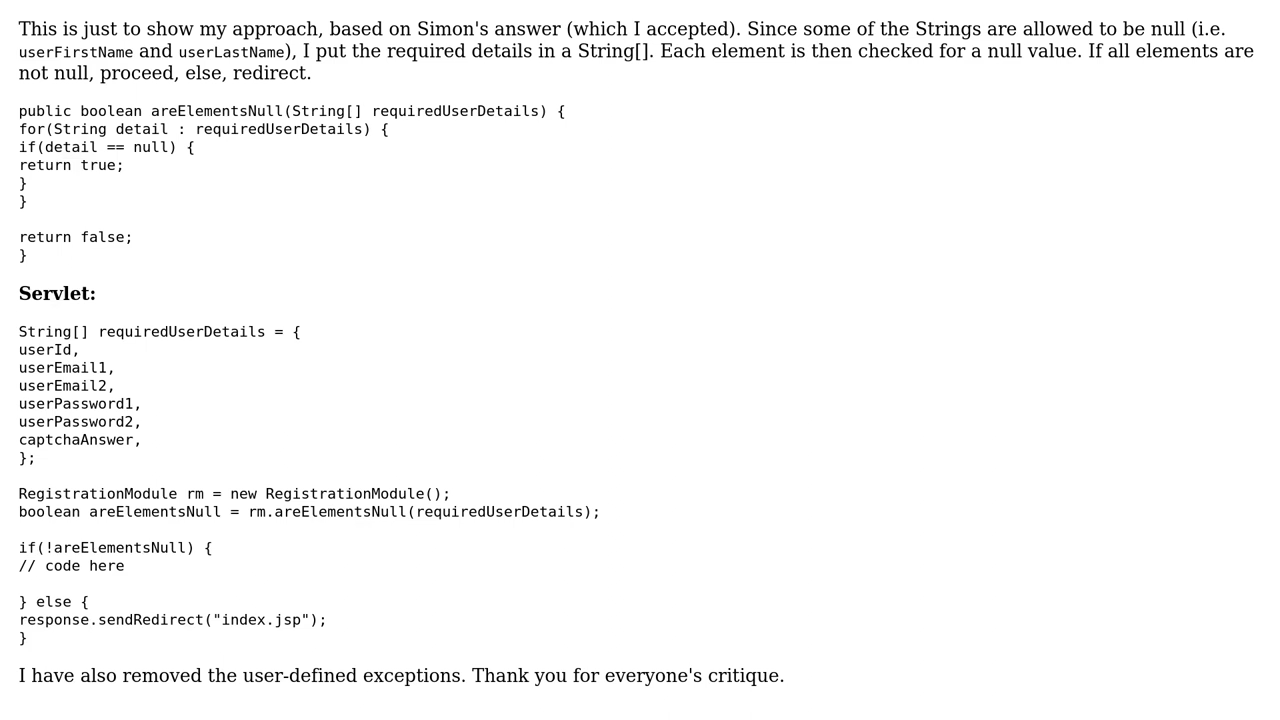 This is just to show my approach, based on Simon's answer (which I accepted). Since some of the Strings are allowed to be null (i.e.
userFirstName and userLastName), I put the required details in a String[]. Each element is then checked for a null value. If all elements are
not null, proceed, else, redirect.
public boolean areElementsNull(String[] requiredUserDetails) {
for(String detail : requiredUserDetails) {
if(detail == null) {
return true;
}
}
return false;
}
Servlet:
String[] requiredUserDetails = {
userId,
userEmail1,
userEmail2,
userPassword1,
userPassword2,
captchaAnswer,
};
RegistrationModule rm = new RegistrationModule();
boolean areElementsNull = rm.areElementsNull(requiredUserDetails);
if(!areElementsNull) {
// code here
} else {
response.sendRedirect("index.jsp");
}
I have also removed the user-defined exceptions. Thank you for everyone's critique.